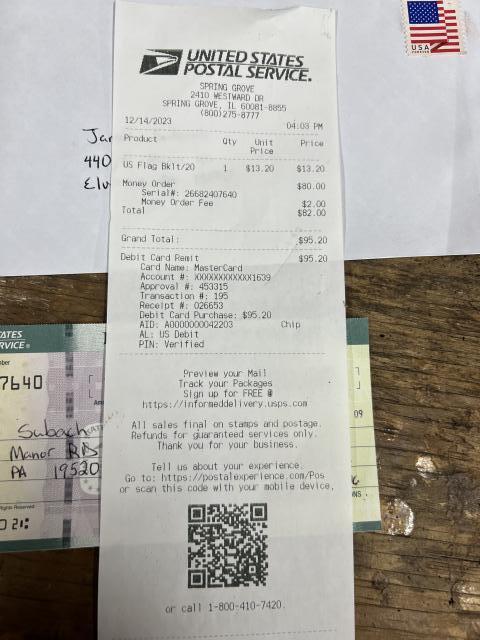 USA
FOREVER
UNITED STATES
POSTAL SERVICE®
SPRING GROVE
2410 WESTWARD DR
SPRING GROVE, IL 60081-8855
(800)275-8777
12/14/2023 04:03 PM
Product Qty Unit Price
Price
US Flag Bklt/20 1 $13.20 $13.20
Money Order $80.00
Serial#: 26682407640
Money Order Fee $2.00
Total $82.00
Grand Total: $95.20
Debit Card Remit $95.20
Card Name: MasterCard
Account #: XXXXXXXXXXXX1639
Approval #: 453315
Transaction #: 195
Receipt #: 026653
Debit Card Purchase: $95.20
AID: A0000000042203 Chip
AL: US Debit
PIN: Verified
Preview your Mail
Track your Packages
Sign up for FREE @
https://informeddelivery.usps.com
All sales final on stamps and postage.
Refunds for guaranteed services only.
Thank you for your business.
Tell us about your experience.
Go to: https://postalexperience.com/Pos
or scan this code with your mobile device,
or call 1-800-410-7420.
Jar
440
ATES
RVICE®
7640
Subach
Manor RD
PA 19520
09